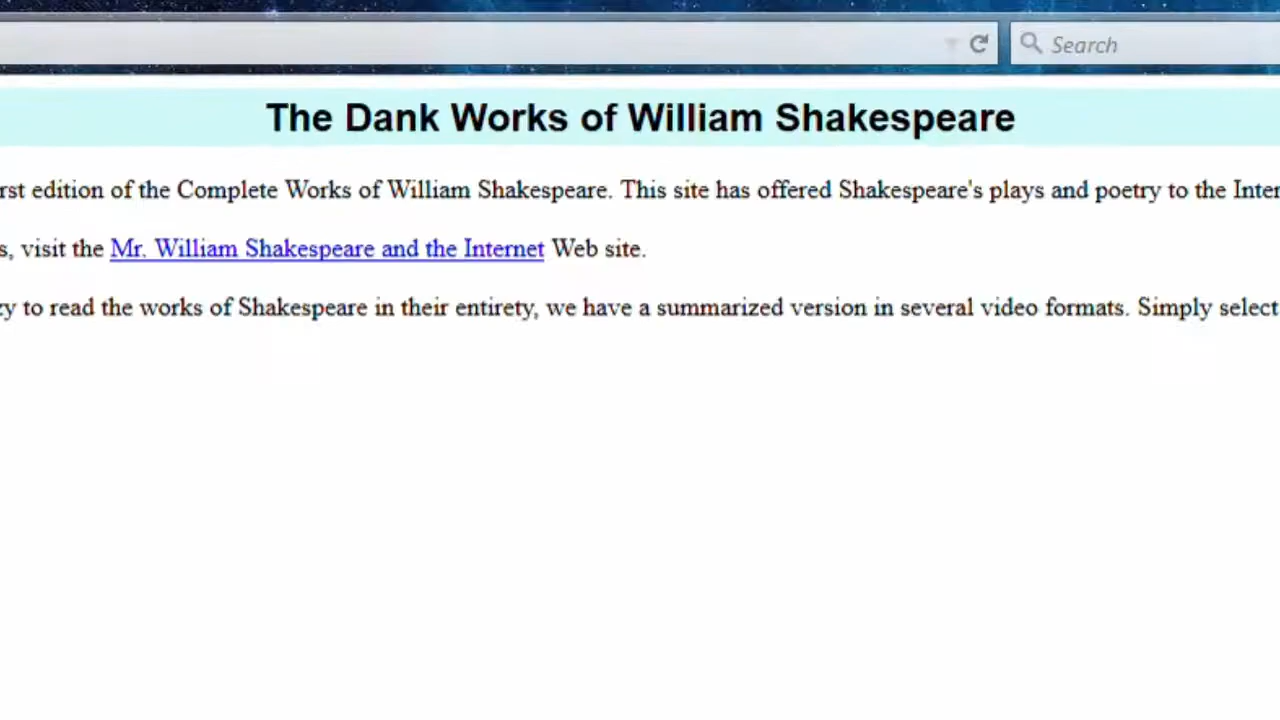 Search
The Dank Works of William Shakespeare
edition of the Complete Works of William Shakespeare. This site has offered Shakespeare's plays and poetry to the
visit the Mr. William Shakespeare and the Internet Web site.
to read the works of Shakespeare in their entirety, we have a summarized version in several video formats. Simply select